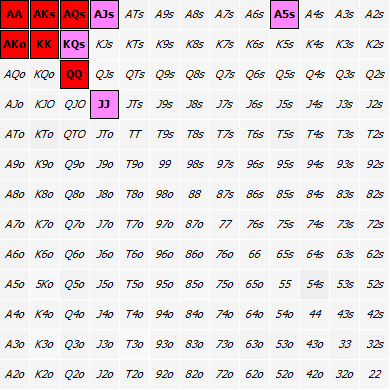 AA AKs AQs AJs ATs A9s A8s A7s A6s A5s A4s A3s A2s
AKo KK KQs KJs KTs K9s K8s K7s K6s K5s K4s K3s K2s
AQo KQo QQ QJs QTs Q9s Q8s Q7s Q6s Q5s Q4s Q3s Q2s
AJo KJO QJO JJ JTs J9s J8s J7s J6s J5s J4s J3s J2s
ATo KTo QTO JTo TT T9s T8s T7s T6s T5s T4s T3s T2s
A9o K9o Q9o J9o T9o 99 98s 97s 96s 95s 94s 93s 92s
A8o K8o Q8o J8o T8o 98o 88 87s 86s 85s 84s 83s 82s
A7o K7o Q7o J7o T7o 97o 87o 77 76s 75s 74s 73s 72s
A6o K6o Q6o J6o T6o 96o 86o 76o 66 65s 64s 63s 62s
A5o 5Ko Q5o J5o T5o 95o 85o 75o 65o 55 54s 53s 52s
A4o K4o Q4o J4o T4o 94o 84o 74o 64o 54o 44 43s 42s
A3o K3o Q3o J3o T3o 93o 83o 73o 63o 53o 43o 33 32s
A2o K2o Q2o J2o T2o 92o 82o 72o 62o 52o 42o 32o 22